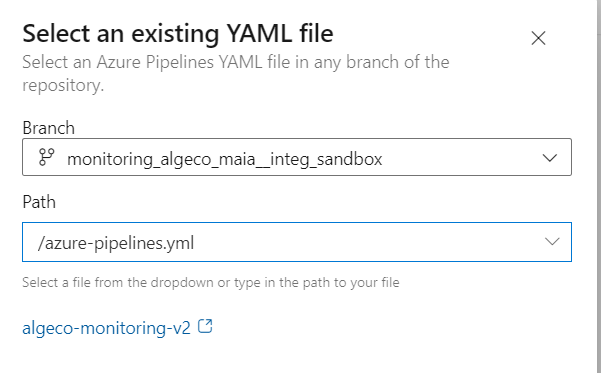 Select an existing YAML file
Select an Azure Pipelines YAML file in any branch of the
repository.
Branch
monitoring_algeco_maia__integ_sandbox
Path
/azure-pipelines.yml
Select a file from the dropdown or type in the path to your file
algeco-monitoring-v2